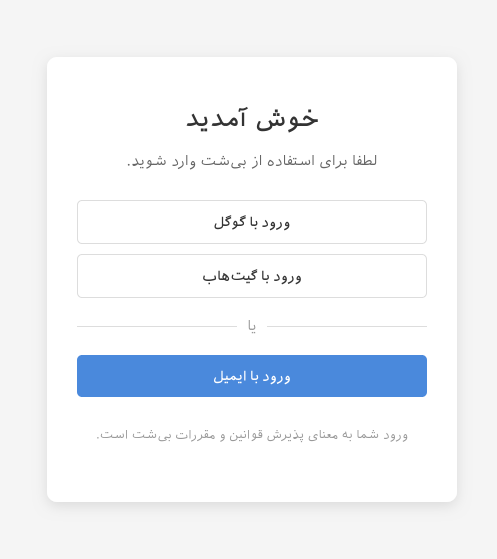 خوش آمدید
لطفا برای استفاده از بی‌شت وارد شوید.
ورود با گوگل
ورود با گیت‌هاب
یا
ورود با ایمیل
ورود شما به معنای پذیرش قوانین و مقررات بی‌شت است.